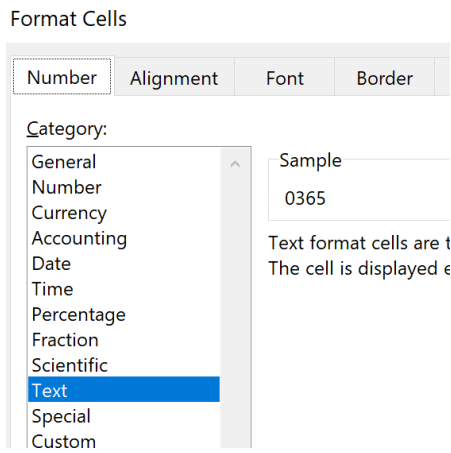 Format Cells
Number Alignment Font Border
Category:
General
Number
Currency
Accounting
Date
Time
Percentage
Fraction
Scientific
Text
Special
Custom
Sample
0365
Text format cells are
The cell is displayed